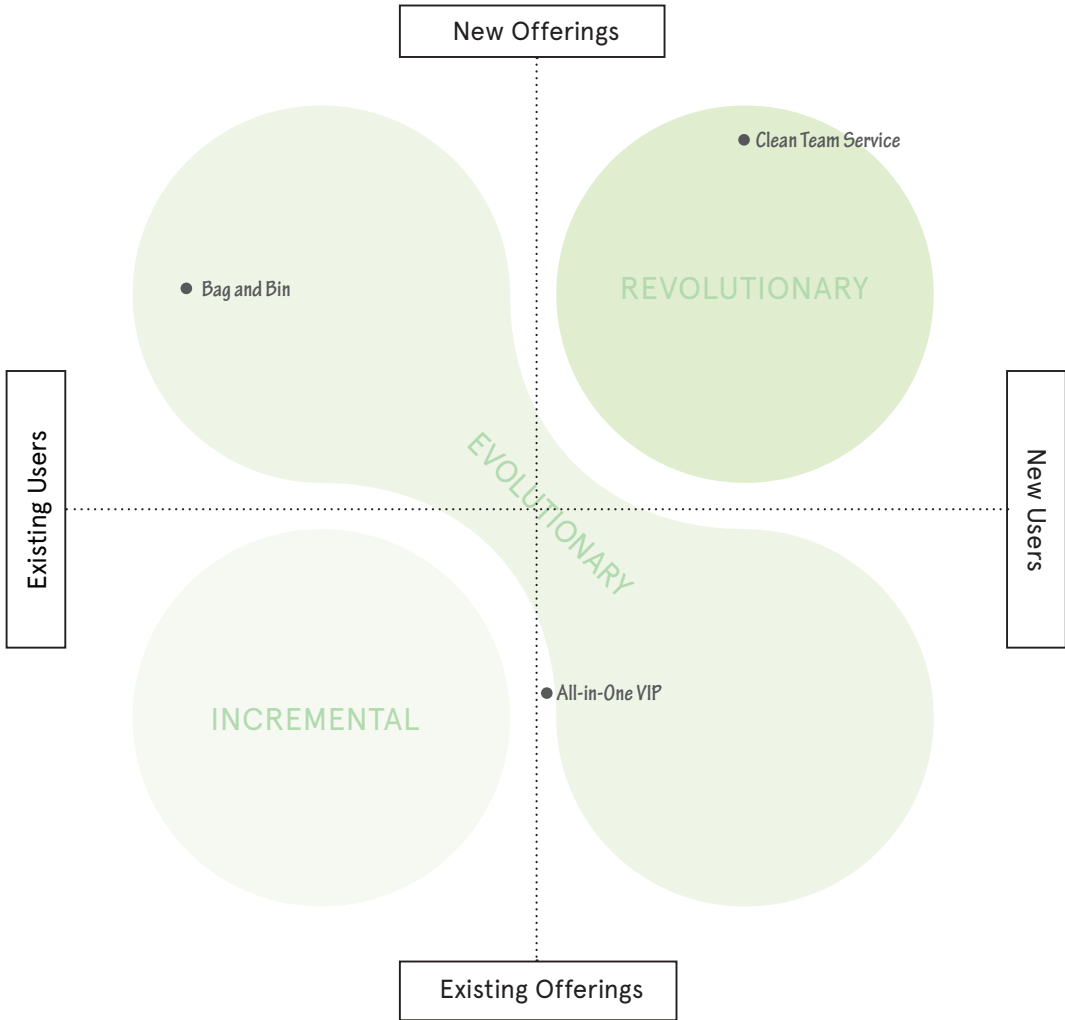 New Offerings
Clean Team Service
Bag and Bin
REVOLUTIONARY
EVOLUTIONARY
Existing Users
New Users
All-in-One VIP
INCREMENTAL
Existing Offerings